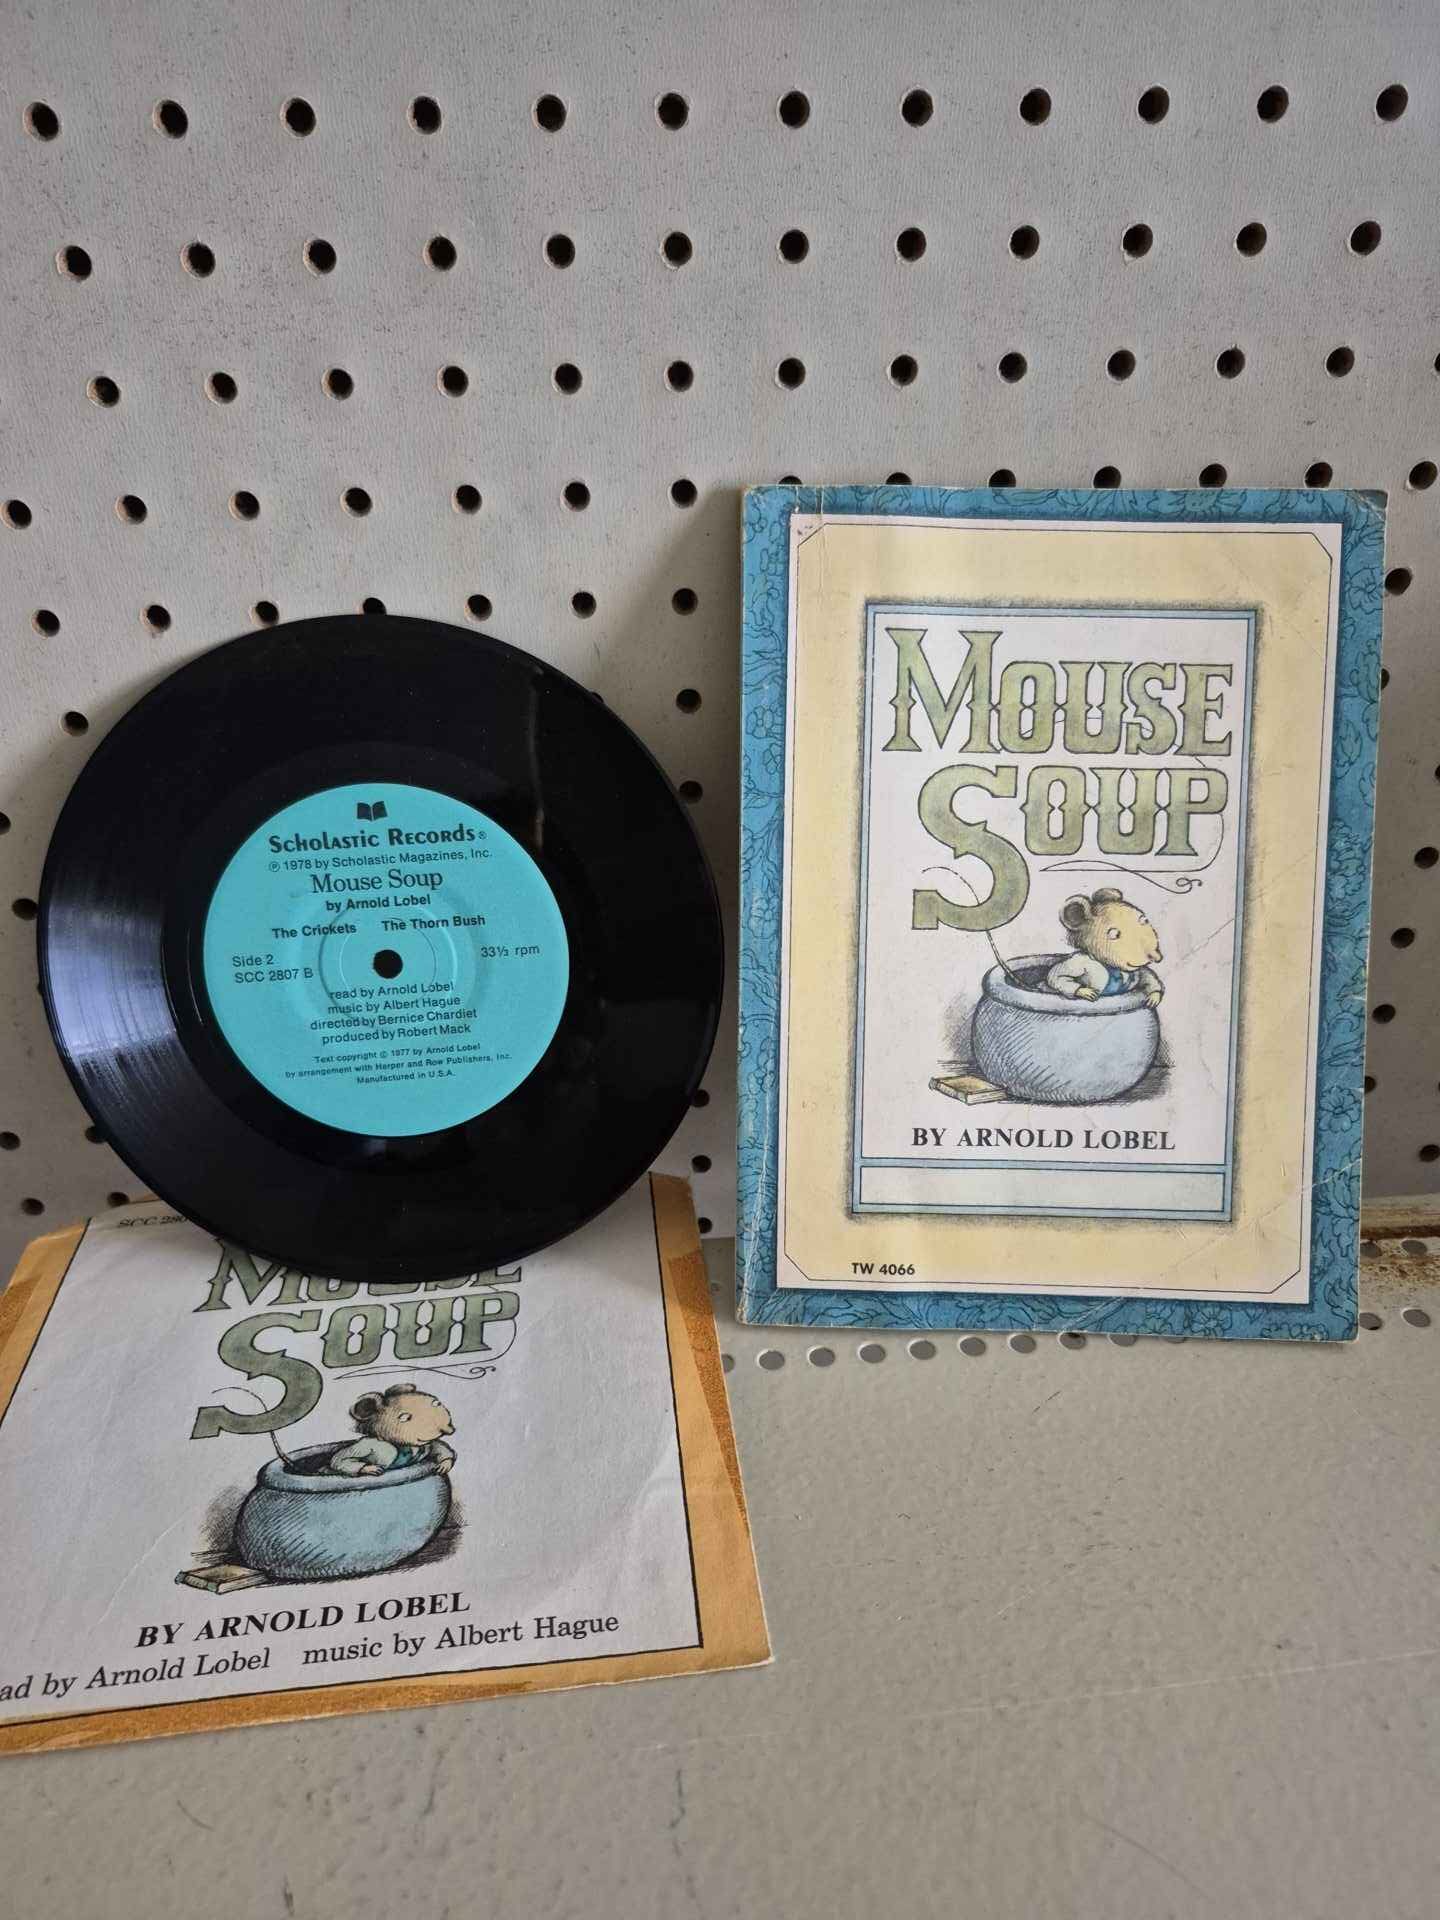 Scholastic Records®
℗ 1978 by Scholastic Magazines, Inc.
Mouse Soup
by Arnold Lobel
The Crickets The Thorn Bush
Side 2
SCC 2807 B
33⅓ rpm
read by Arnold Lobel
music by Albert Hague
directed by Bernice Chardiet
produced by Robert Mack
Text copyright © 1977 by Arnold Lobel
by arrangement with Harper and Row Publishers, Inc.
Manufactured in U.S.A.
SCC 280
MOUSE
SOUP
BY ARNOLD LOBEL
ad by Arnold Lobel music by Albert Hague
MOUSE
SOUP
BY ARNOLD LOBEL
TW 4066